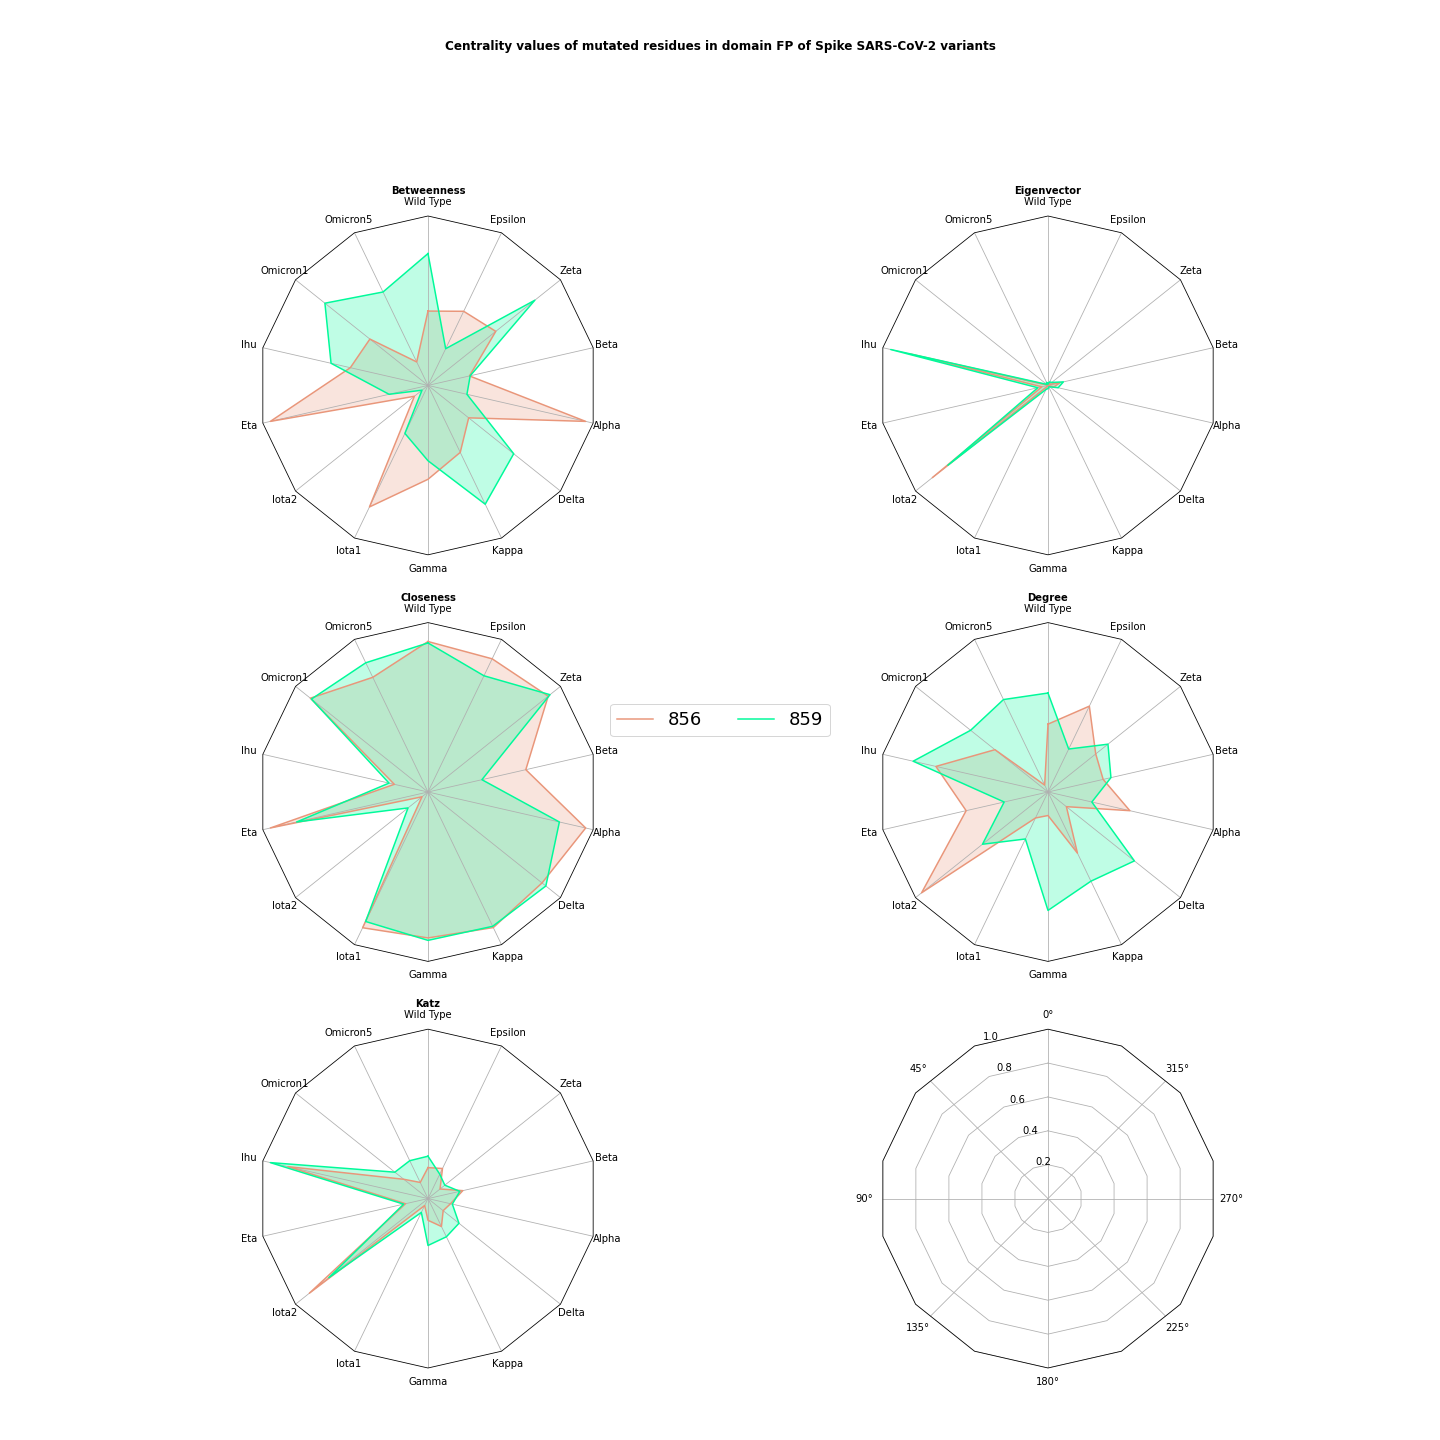 Centrality values of mutated residues in domain FP of Spike SARS-CoV-2 variants
Betweenness
Wild Type
Omicron5
Epsilon
Omicron1
Zeta
Ihu
Beta
Eta
Alpha
Iota2
Delta
Iota1
Kappa
Gamma
Eigenvector
Wild Type
Omicron5
Epsilon
Omicron1
Zeta
Ihu
Beta
Eta
Alpha
Iota2
Delta
Iota1
Kappa
Gamma
Closeness
Wild Type
Omicron5
Epsilon
Omicron1
Zeta
Ihu
Beta
Eta
Alpha
Iota2
Delta
Iota1
Kappa
Gamma
856 859
Degree
Wild Type
Omicron5
Epsilon
Omicron1
Zeta
Ihu
Beta
Eta
Alpha
Iota2
Delta
Iota1
Kappa
Gamma
Katz
Wild Type
Omicron5
Epsilon
Omicron1
Zeta
Ihu
Beta
Eta
Alpha
Iota2
Delta
Iota1
Kappa
Gamma
0°
1.0
45°
0.8
315°
0.6
0.4
0.2
90°
270°
135°
225°
180°